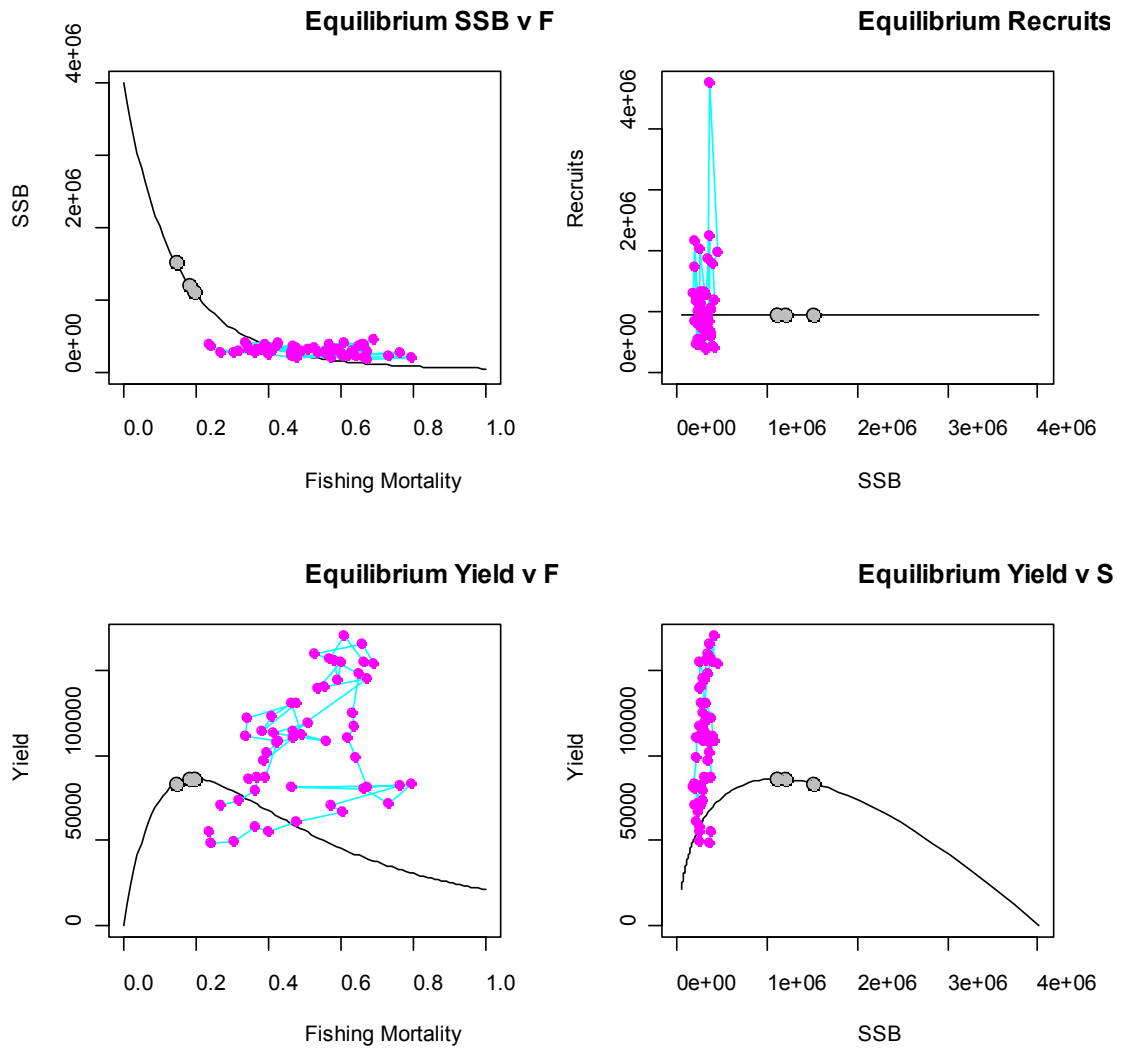 Equilibrium SSB v F
SSB
0e+00
2e+06
4e+06
0.0 0.2 0.4 0.6 0.8 1.0
Fishing Mortality
Equilibrium Recruits
Recruits
0e+00
2e+06
4e+06
0e+00 1e+06 2e+06 3e+06 4e+06
SSB
Equilibrium Yield v F
Yield
0
50000
100000
0.0 0.2 0.4 0.6 0.8 1.0
Fishing Mortality
Equilibrium Yield v S
Yield
0
50000
100000
0e+00 1e+06 2e+06 3e+06 4e+06
SSB